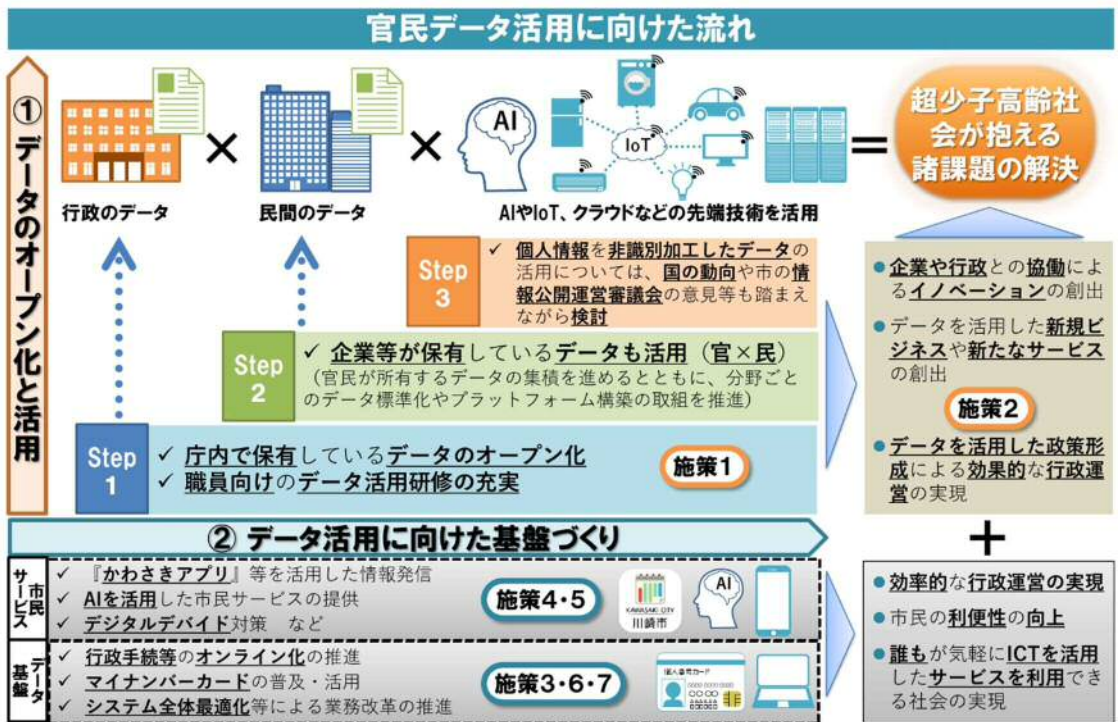 官民データ活用に向けた流れ
① データのオープン化と活用
行政のデータ
×
民間のデータ
×
AI
IoT
AIやIoT、クラウドなどの先端技術を活用
=
超少子高齢社
会が抱える
諸課題の解決
Step
3
✓ 個人情報を非識別加工したデータの
活用については、国の動向や市の情
報公開運営審議会の意見等も踏まえ
ながら検討
Step
2
✓ 企業等が保有しているデータも活用（官×民）
（官民が所有するデータの集積を進めるとともに、分野ごと
のデータ標準化やプラットフォーム構築の取組を推進）
Step
1
✓ 庁内で保有しているデータのオープン化
✓ 職員向けのデータ活用研修の充実
施策1
●企業や行政との協働によ
るイノベーションの創出
●データを活用した新規ビ
ジネスや新たなサービス
の創出
施策2
●データを活用した政策形
成による効果的な行政運
営の実現
② データ活用に向けた基盤づくり
市民
サービス
✓ 『かわさきアプリ』等を活用した情報発信
✓ AIを活用した市民サービスの提供
✓ デジタルデバイド対策 など
施策4・5
KAWASAKI CITY
川崎市
AI
データ
基盤
✓ 行政手続等のオンライン化の推進
✓ マイナンバーカードの普及・活用
✓ システム全体最適化等による業務改革の推進
施策3・6・7
個人番号カード
+
●効率的な行政運営の実現
●市民の利便性の向上
●誰もが気軽にICTを活用
したサービスを利用でき
る社会の実現